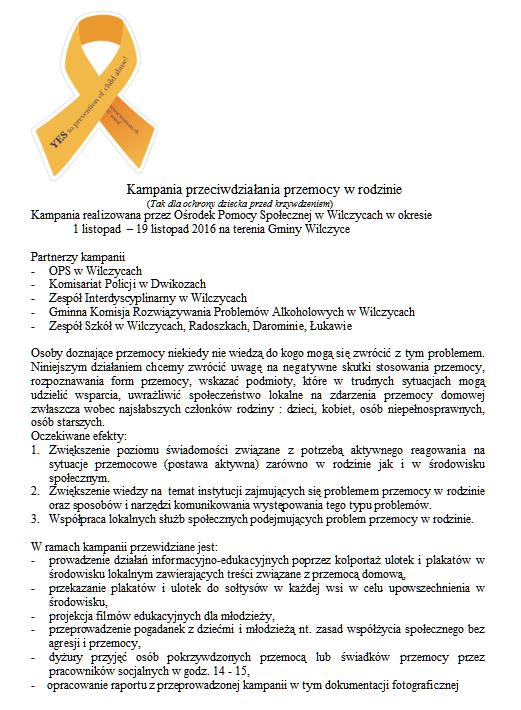 YES to prevention of child abuse!
Kampania przeciwdziałania przemocy w rodzinie
(Tak dla ochrony dziecka przed krzywdzeniem)
Kampania realizowana przez Ośrodek Pomocy Społecznej w Wilczycach w okresie
1 listopad – 19 listopad 2016 na terenia Gminy Wilczyce
Partnerzy kampanii
- OPS w Wilczycach
- Komisariat Policji w Dwikozach
- Zespół Interdyscyplinarny w Wilczycach
- Gminna Komisja Rozwiązywania Problemów Alkoholowych w Wilczycach
- Zespół Szkół w Wilczycach, Radoszkach, Darominie, Łukawie
Osoby doznające przemocy niekiedy nie wiedzą do kogo mogą się zwrócić z tym problemem.
Niniejszym działaniem chcemy zwrócić uwagę na negatywne skutki stosowania przemocy,
rozpoznawania form przemocy, wskazać podmioty, które w trudnych sytuacjach mogą
udzielić wsparcia, uwrażliwić społeczeństwo lokalne na zdarzenia przemocy domowej
zwłaszcza wobec najsłabszych członków rodziny : dzieci, kobiet, osób niepełnosprawnych,
osób starszych.
Oczekiwane efekty:
1. Zwiększenie poziomu świadomości związane z potrzebą aktywnego reagowania na
sytuacje przemocowe (postawa aktywna) zarówno w rodzinie jak i w środowisku
społecznym.
2. Zwiększenie wiedzy na temat instytucji zajmujących się problemem przemocy w rodzinie
oraz sposobów i narzędzi komunikowania występowania tego typu problemów.
3. Współpraca lokalnych służb społecznych podejmujących problem przemocy w rodzinie.
W ramach kampanii przewidziane jest:
- prowadzenie działań informacyjno-edukacyjnych poprzez kolportaż ulotek i plakatów w
środowisku lokalnym zawierających treści związane z przemocą domową,
- przekazanie plakatów i ulotek do sołtysów w każdej wsi w celu upowszechnienia w
środowisku,
- projekcja filmów edukacyjnych dla młodzieży,
- przeprowadzenie pogadanek z dziećmi i młodzieżą nt. zasad współżycia społecznego bez
agresji i przemocy,
- dyżury przyjęć osób pokrzywdzonych przemocą lub świadków przemocy przez
pracowników socjalnych w godz. 14 - 15,
- opracowanie raportu z przeprowadzonej kampanii w tym dokumentacji fotograficznej